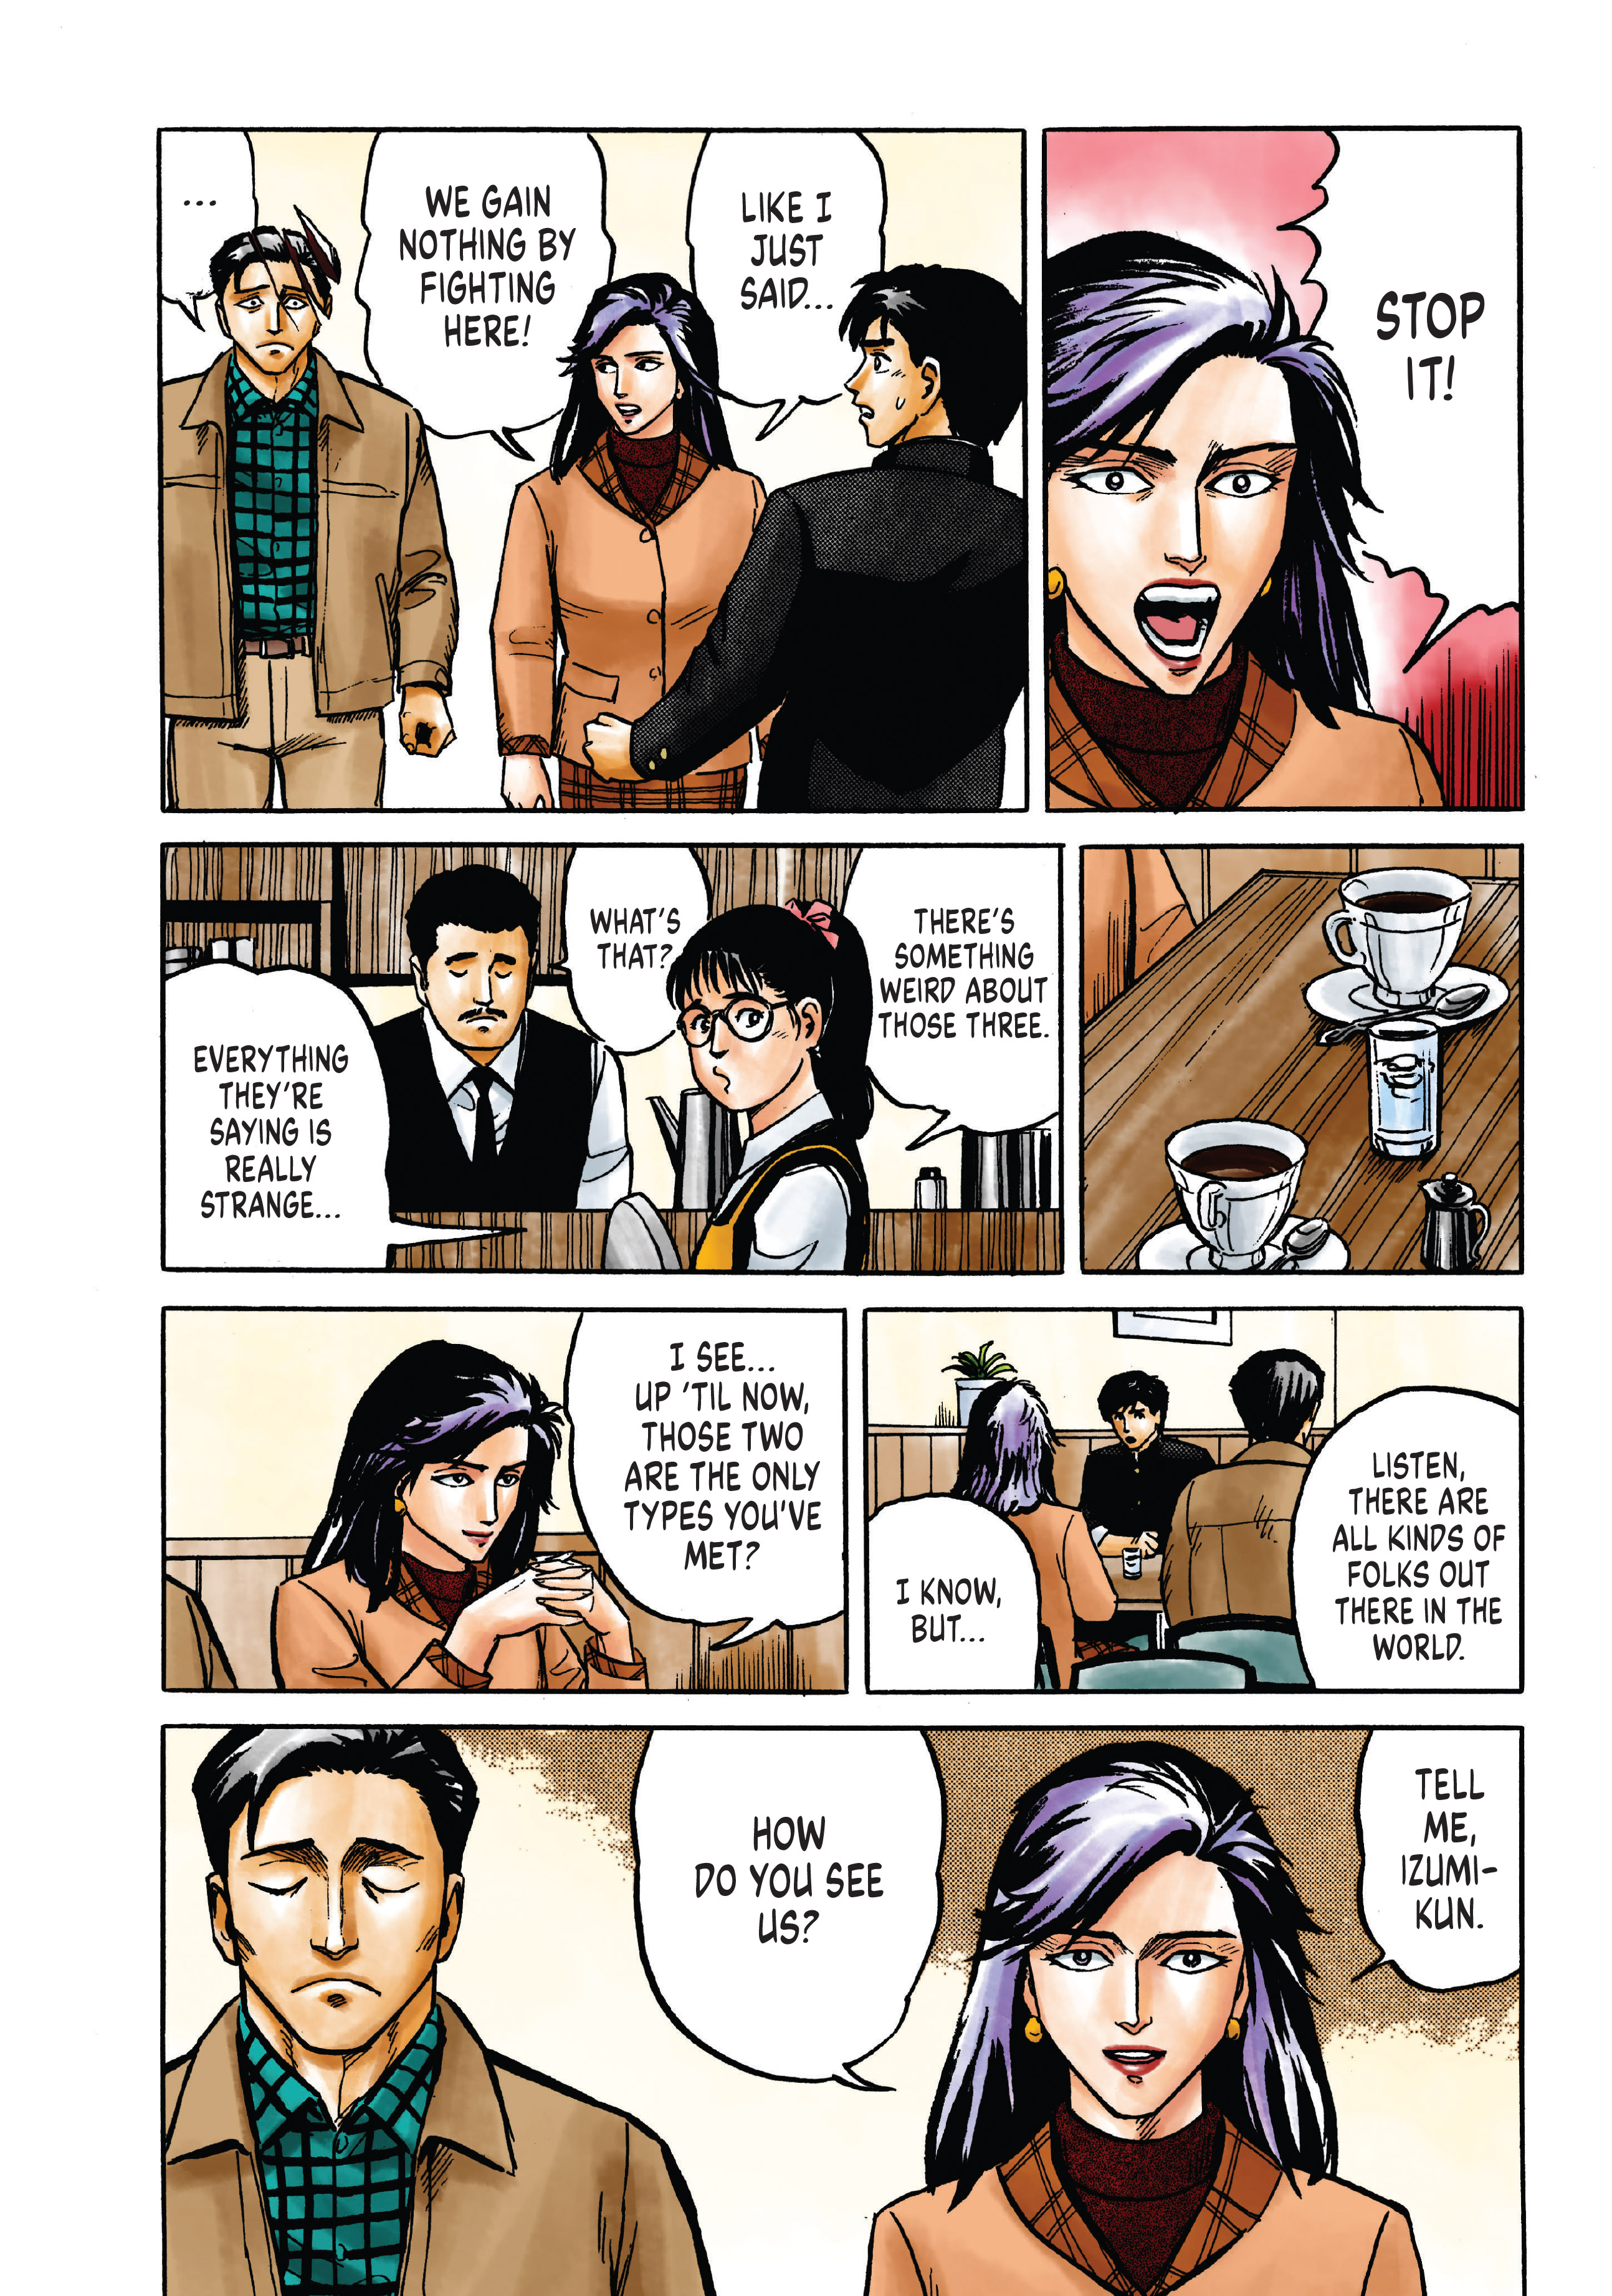 STOP
IT!
LIKE I
JUST
SAID...
WE GAIN
NOTHING BY
FIGHTING
HERE!
...
THERE'S
SOMETHING
WEIRD ABOUT
THOSE THREE.
WHAT'S
THAT?
EVERYTHING
THEY'RE
SAYING IS
REALLY
STRANGE...
LISTEN,
THERE ARE
ALL KINDS OF
FOLKS OUT
THERE IN THE
WORLD.
I KNOW,
BUT...
I SEE...
UP 'TIL NOW,
THOSE TWO
ARE THE ONLY
TYPES YOU'VE
MET?
TELL
ME,
IZUMI-
KUN.
HOW
DO YOU SEE
US?